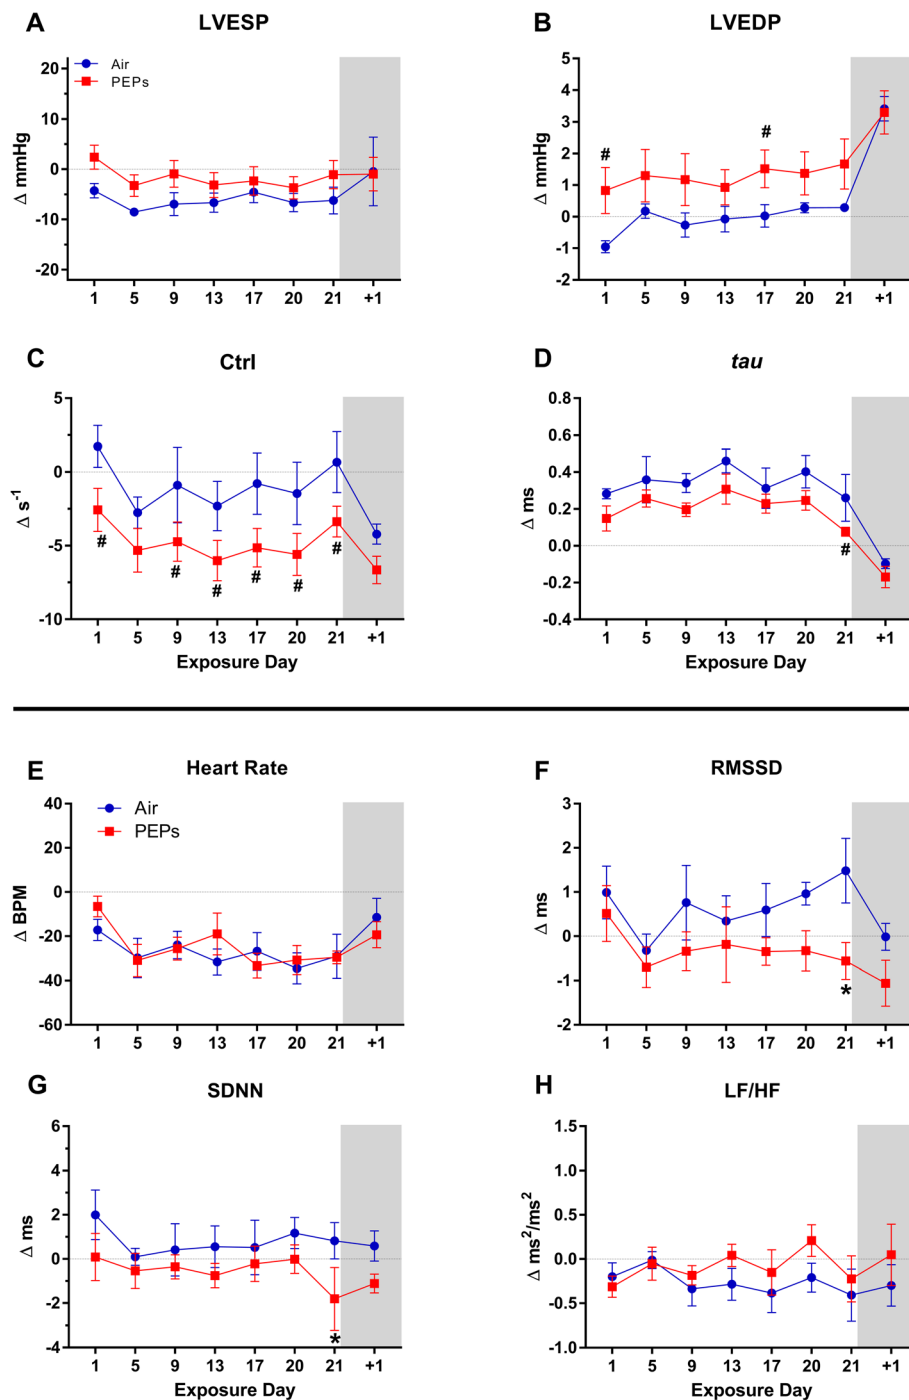 A LVESP
Air
PEPs
Δ mmHg
20
10
0
-10
-20
1 5 9 13 17 20 21 +1
B LVEDP
Δ mmHg
5
4
3
2
1
0
-1
-2
# #
1 5 9 13 17 20 21 +1
C Ctrl
Δ s-1
5
0
-5
-10
# # # # # #
1 5 9 13 17 20 21 +1
Exposure Day
D tau
Δ ms
0.8
0.6
0.4
0.2
0.0
-0.2
-0.4
#
1 5 9 13 17 20 21 +1
Exposure Day
E Heart Rate
Air
PEPs
Δ BPM
40
20
0
-20
-40
-60
1 5 9 13 17 20 21 +1
F RMSSD
Δ ms
3
2
1
0
-1
-2
*
1 5 9 13 17 20 21 +1
G SDNN
Δ ms
6
4
2
0
-2
-4
*
1 5 9 13 17 20 21 +1
Exposure Day
H LF/HF
Δ ms²/ms²
1.5
1.0
0.5
0.0
-0.5
-1.0
1 5 9 13 17 20 21 +1
Exposure Day